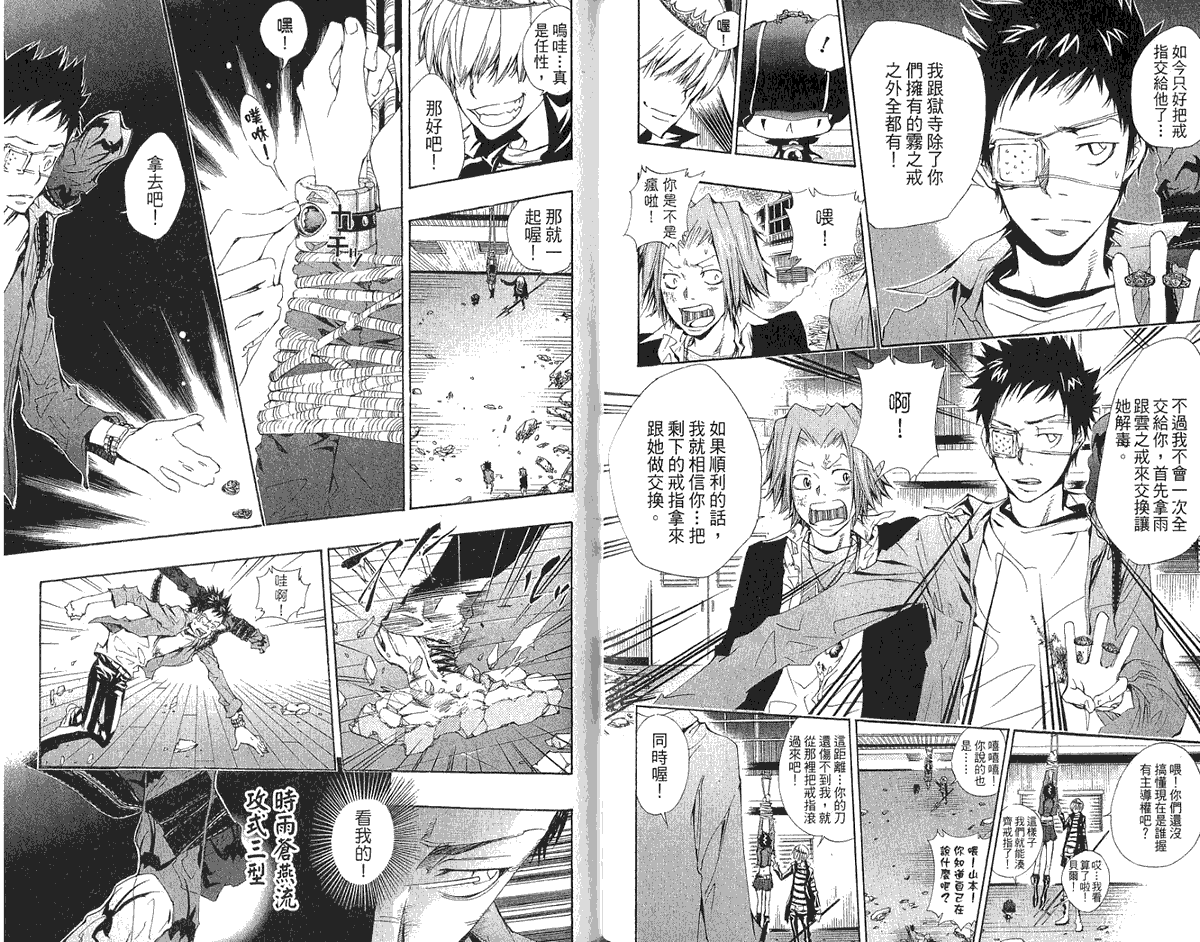 如今只好把戒
指交給他了…
我跟獄寺除了你
們擁有的霧之戒
之外全都有！
！
喔！
喂！
你是不是
瘋啦！
不過我不會一次全
交給你，首先拿雨
跟雲之戒來交換讓
她解毒。
啊！
如果順利的話，
我就相信你…把
剩下的戒指拿來
跟她做交換。
喂！你們還沒
搞懂現在是誰握
有主導權吧？
哎…我看
算了啦！
貝爾！
這樣子
我們就能湊
齊戒指了！
嘻嘻嘻
你說的也
是……
喂！山本！
你知道自己在
說什麼吧？
這距離…你的刀
還傷不到我，就
從那裡把戒指滾
過來吧！
同時喔！
嗚哇…真
是任性，
那好吧！
那就一
起喔！
嘿！
噗咻！
拿去吧！
哇啊！
看我的！
時雨蒼燕流
攻式三型